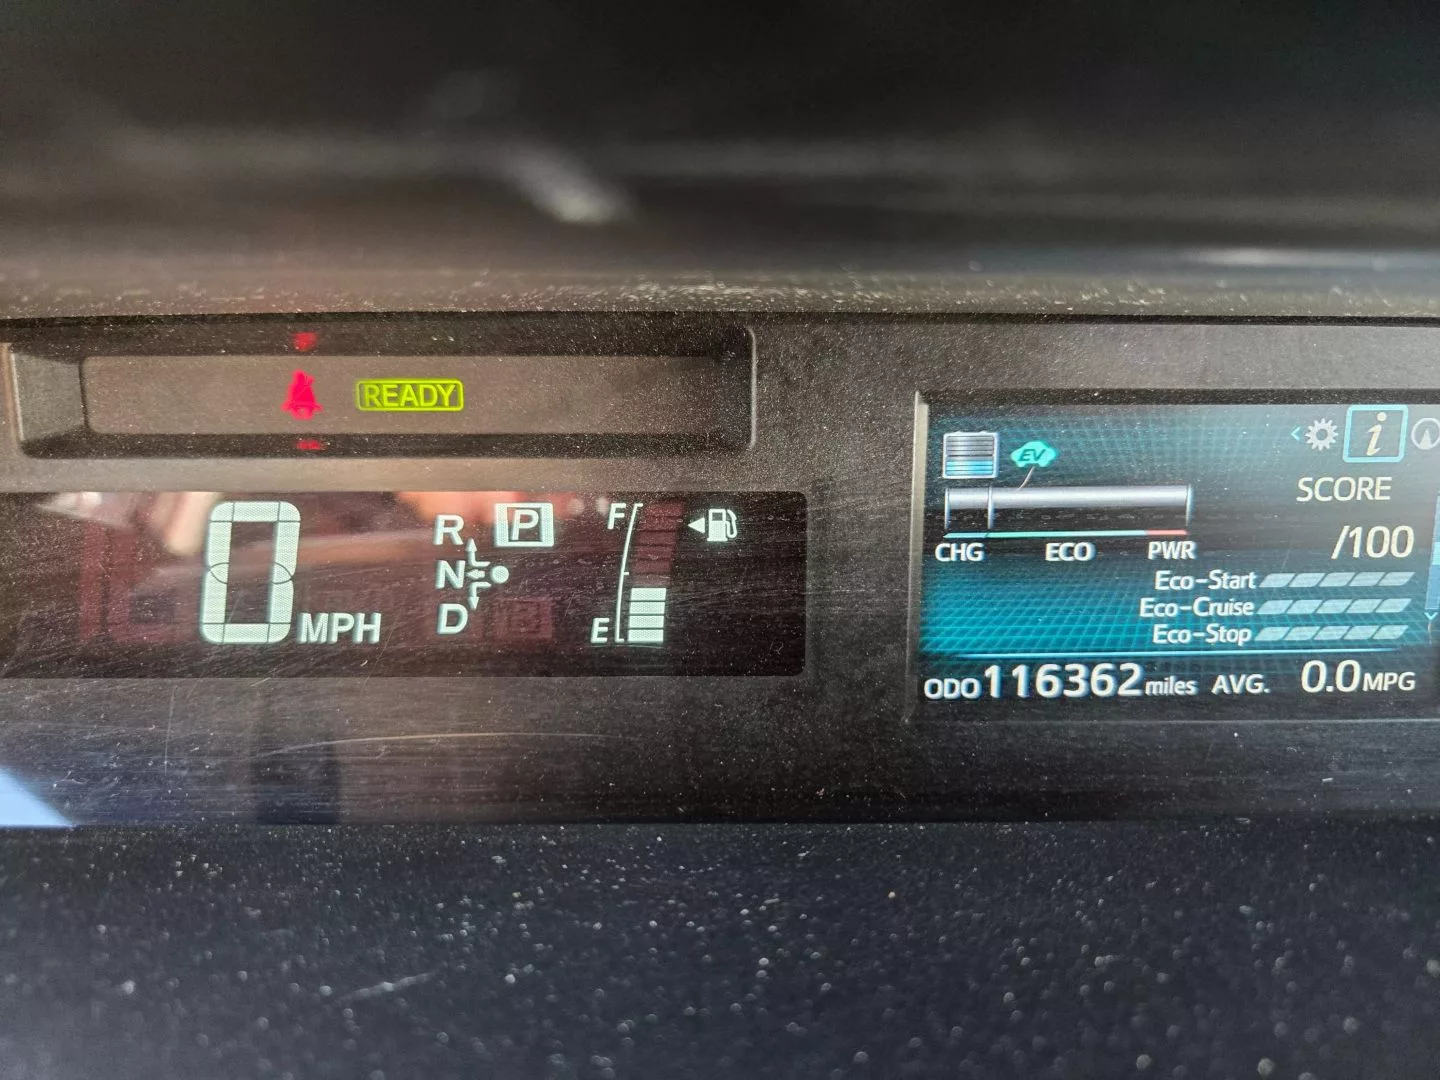 READY
0 MPH
R P
N
D
F
E
EV
i
SCORE
/100
CHG ECO PWR
Eco-Start
Eco-Cruise
Eco-Stop
ODO 116362 miles AVG. 0.0 MPG